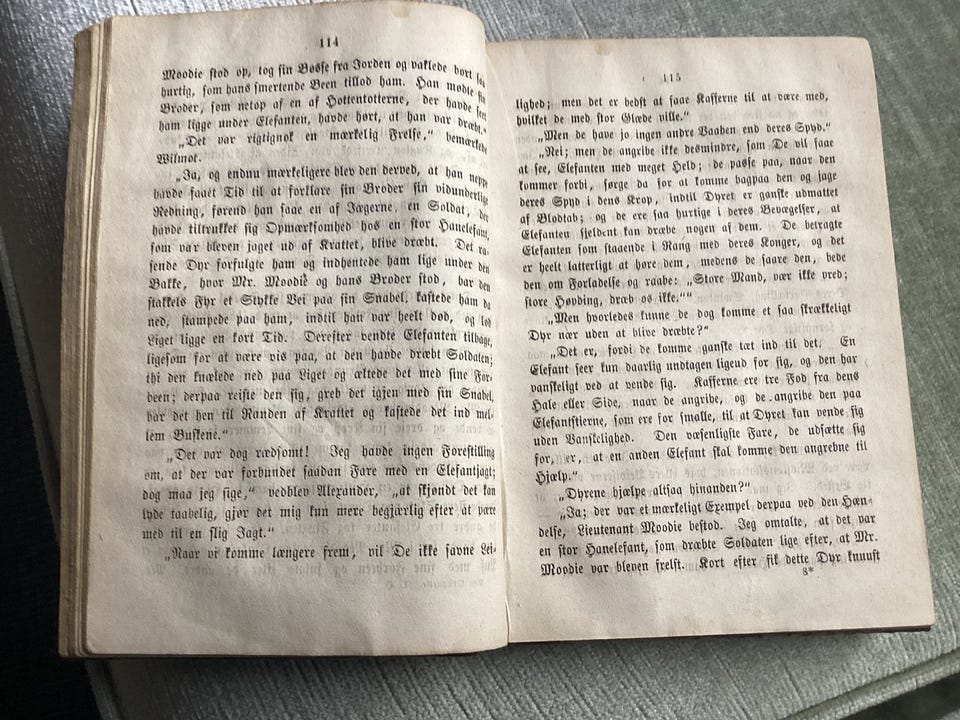 114
Moodie stod op, tog sin Bøsse fra Jorden og vaklede bort saa
hurtig, som hans smertende Been tillod ham. Han mødte sin
Broder, som netop af en af Hottentotterne, der havde seet
ham ligge under Elefanten, havde hørt, at han var dræbt."
„Det var rigtignok en mærkelig Frelse," bemærkede
Wilmot.
„Ja, og endnu mærkeligere blev den derved, at han neppe
havde faaet Tid til at forklare sin Broder sin vidunderlige
Redning, førend han saae en af Jægerne, en Soldat, der
havde tiltrukket sig Opmærksomhed hos en stor Hanelefant,
som var bleven jaget ud af Krattet, blive dræbt. Det ra-
sende Dyr forfulgte ham og indhentede ham lige under den
Bakke, hvor Mr. Moodie og hans Broder stod, bar den
stakkels Fyr et Stykke Vei paa sin Snabel, kastede ham da
ned, stampede paa ham, indtil han var heelt død, og lod
Liget ligge en kort Tid. Derefter vendte Elefanten tilbage,
ligesom for at være vis paa, at den havde dræbt Soldaten;
thi den knælede ned paa Liget og æltede det med sine For-
been; derpaa reiste den sig, greb det igjen med sin Snabel,
bar det hen til Randen af Krattet og kastede det ind mel-
lem Buskene."
„Det var dog rædsomt! Jeg havde ingen Forestilling
om, at der var forbundet saadan Fare med en Elefantjagt;
dog maa jeg sige," vedblev Alexander, „at skjøndt det kan
lyde taabelig, gjør det mig kun mere begjærlig efter at være
med til en slig Jagt."
„Naar vi komme længere frem, vil De ikke savne Lei-
115
lighed; men det er bedst at faae Kafferne til at være med,
hvilket de med stor Glæde ville."
„Men de have jo ingen andre Vaaben end deres Spyd."
„Nei; men de angribe ikke desmindre, som De vil faae
at see, Elefanten med meget Held; de passe paa, naar den
kommer forbi, sørge da for at komme bagpaa den og jage
deres Spyd i dens Krop, indtil Dyret er ganske udmattet
af Blodtab; og de ere saa hurtige i deres Bevægelser, at
Elefanten sjeldent kan dræbe nogen af dem. De betragte
Elefanten som staaende i Rang med deres Konger, og det
er heelt latterligt at høre dem, medens de saare den, bede
den om Forladelse og raabe: „Store Mand, vær ikke vred;
store Høvding, dræb os ikke.""
„Men hvorledes kunne de dog komme et saa skrækkeligt
Dyr nær uden at blive dræbte?"
„Det er, fordi de komme ganske tæt ind til det. En
Elefant seer kun daarlig undtagen ligeud for sig, og den har
vanskeligt ved at vende sig. Kafferne ere tre Fod fra dens
Hale eller Side, naar de angribe, og de angribe den paa
Elefantstierne, som ere for smalle, til at Dyret kan vende sig
uden Vanskelighed. Den væsenligste Fare, de udsætte sig
for, er, at en anden Elefant skal komme den angrebne til
Hjælp."
„Dyrene hjælpe altsaa hinanden?"
„Ja; der var et mærkeligt Exempel derpaa ved den Hæn-
delse, Lieutenant Moodie bestod. Jeg omtalte, at det var
en stor Hanelefant, som dræbte Soldaten lige efter, at Mr.
Moodie var bleven frelst. Kort efter fik dette Dyr knuust
8*